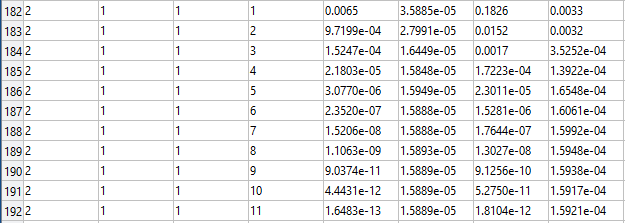 182 2 1 1 1 0.0065 3.5885e-05 0.1826 0.0033
183 2 1 1 2 9.7199e-04 2.7991e-05 0.0152 0.0032
184 2 1 1 3 1.5247e-04 1.6449e-05 0.0017 3.5252e-04
185 2 1 1 4 2.1803e-05 1.5848e-05 1.7223e-04 1.3922e-04
186 2 1 1 5 3.0770e-06 1.5949e-05 2.3011e-05 1.6548e-04
187 2 1 1 6 2.3520e-07 1.5888e-05 1.5281e-06 1.6061e-04
188 2 1 1 7 1.5206e-08 1.5888e-05 1.7644e-07 1.5992e-04
189 2 1 1 8 1.1063e-09 1.5893e-05 1.3027e-08 1.5948e-04
190 2 1 1 9 9.0374e-11 1.5889e-05 9.1256e-10 1.5938e-04
191 2 1 1 10 4.4431e-12 1.5889e-05 5.2750e-11 1.5917e-04
192 2 1 1 11 1.6483e-13 1.5889e-05 1.8104e-12 1.5921e-04